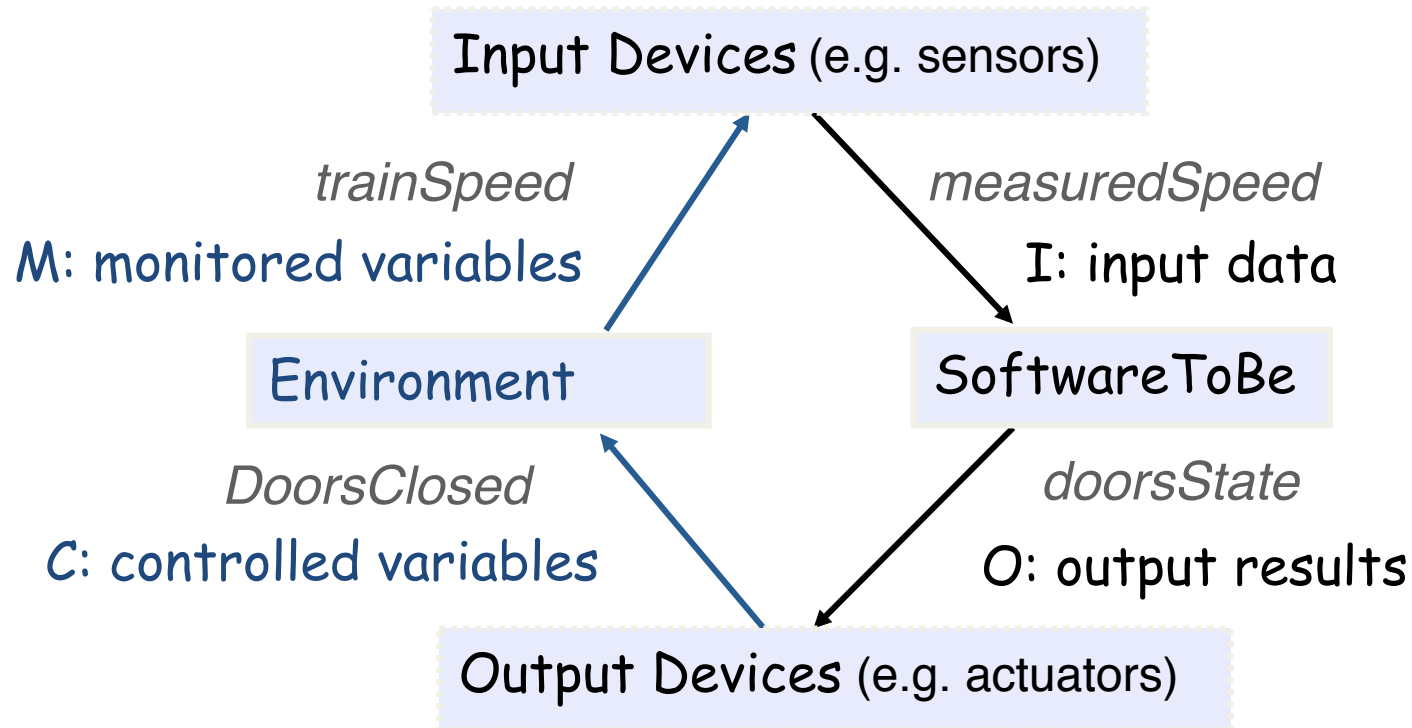 Input Devices (e.g. sensors)
trainSpeed
measuredSpeed
M: monitored variables
I: input data
Environment
SoftwareToBe
DoorsClosed
doorsState
C: controlled variables
O: output results
Output Devices (e.g. actuators)